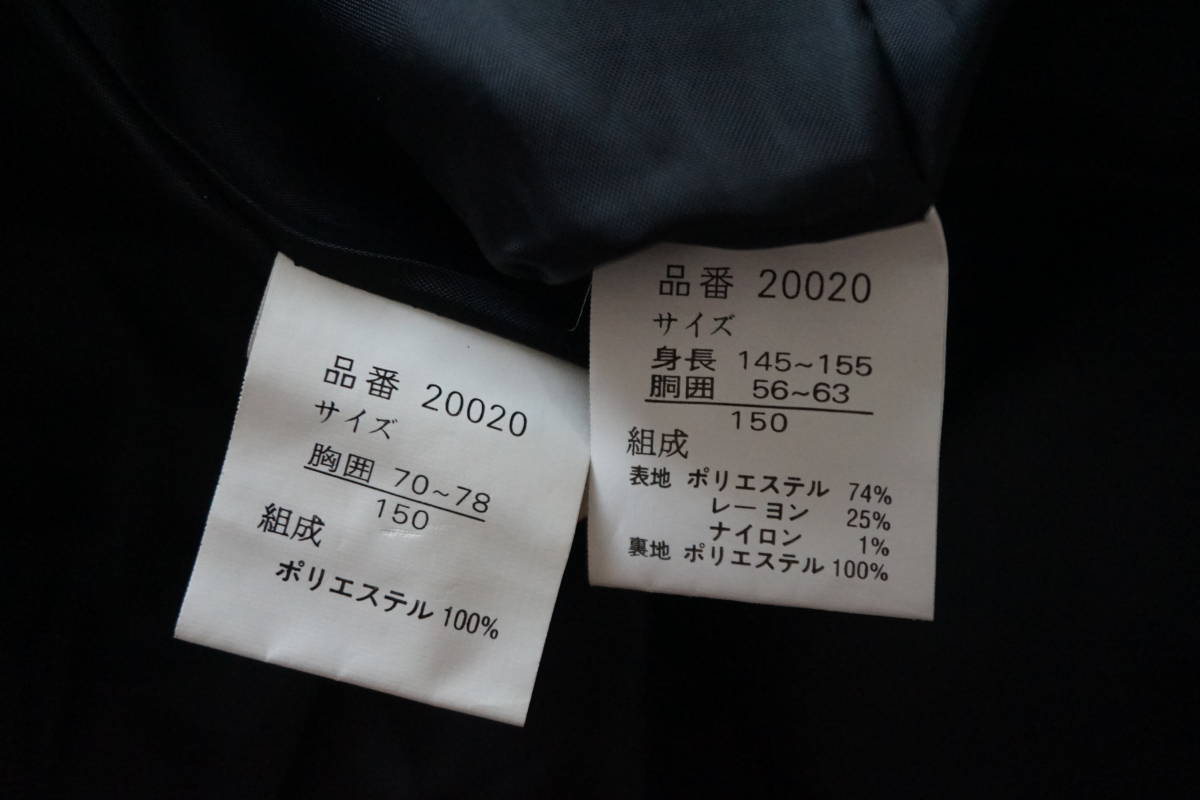 品番 20020
サイズ
胸囲 70~78
150
組成
ポリエステル 100%
品番 20020
サイズ
身長 145~155
胴囲 56~63
150
組成
表地 ポリエステル 74%
レーヨン 25%
ナイロン 1%
裏地 ポリエステル 100%